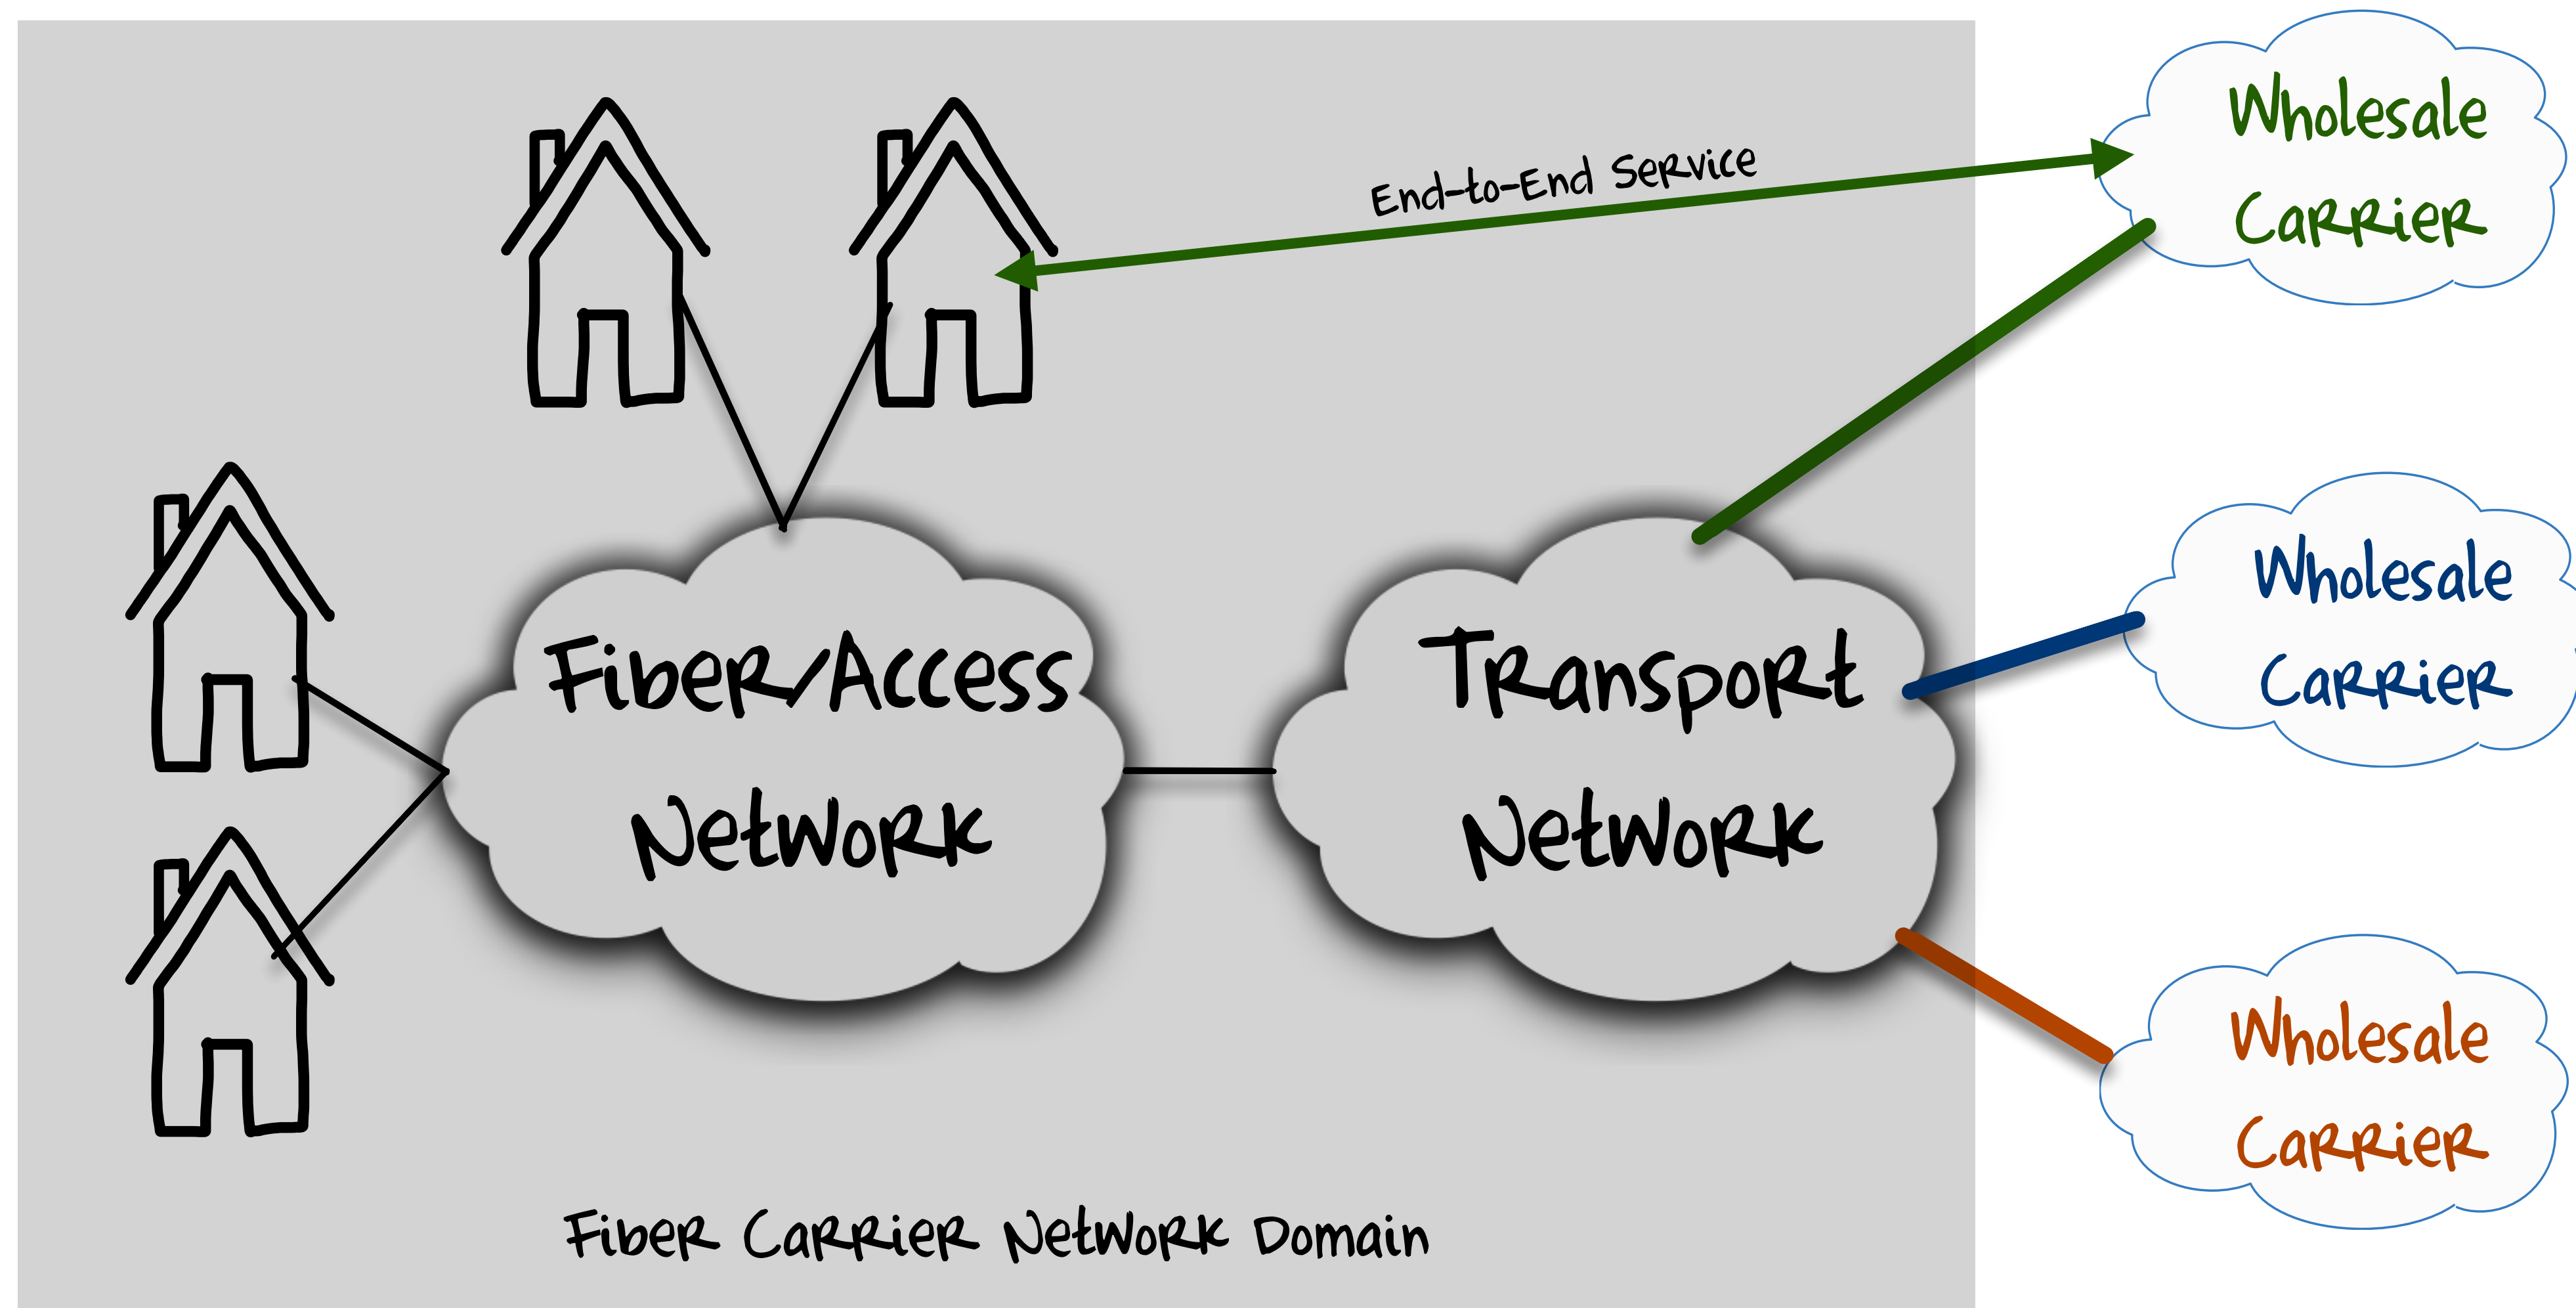 Wholesale
Carrier
End-to-End Service
Wholesale
Carrier
Fiber/Access
Network
Transport
Network
Wholesale
Carrier
Fiber Carrier Network Domain